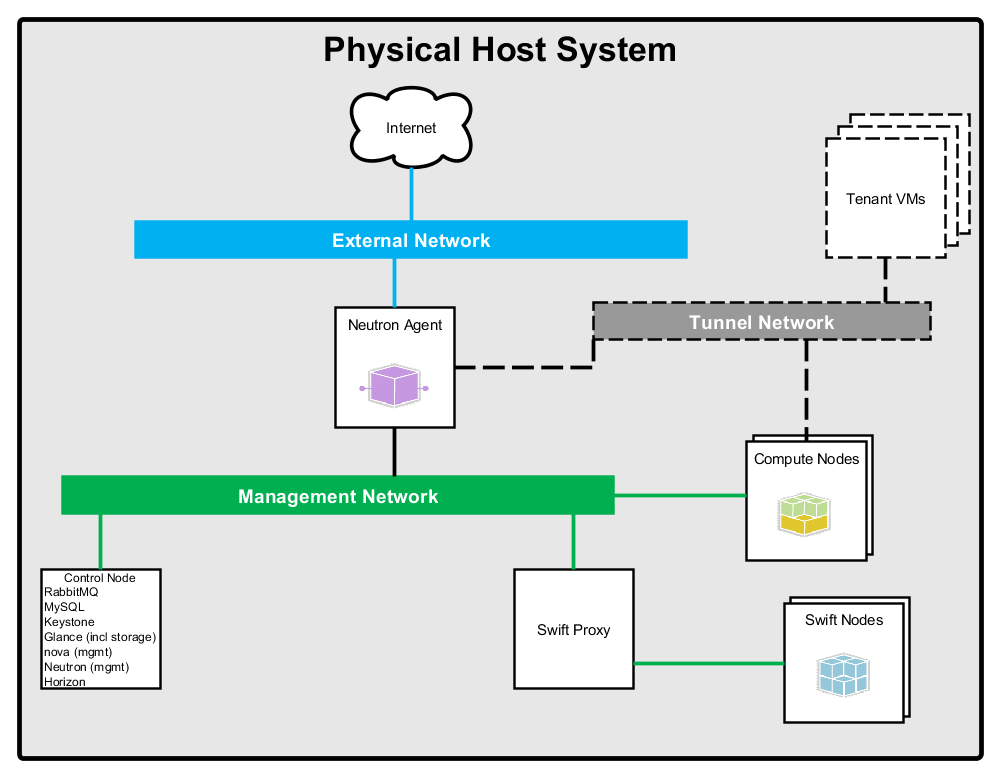 Physical Host System
Internet
Tenant VMs
External Network
Tunnel Network
Neutron Agent
Compute Nodes
Management Network
Control Node
RabbitMQ
MySQL
Keystone
Glance (incl storage)
nova (mgmt)
Neutron (mgmt)
Horizon
Swift Proxy
Swift Nodes